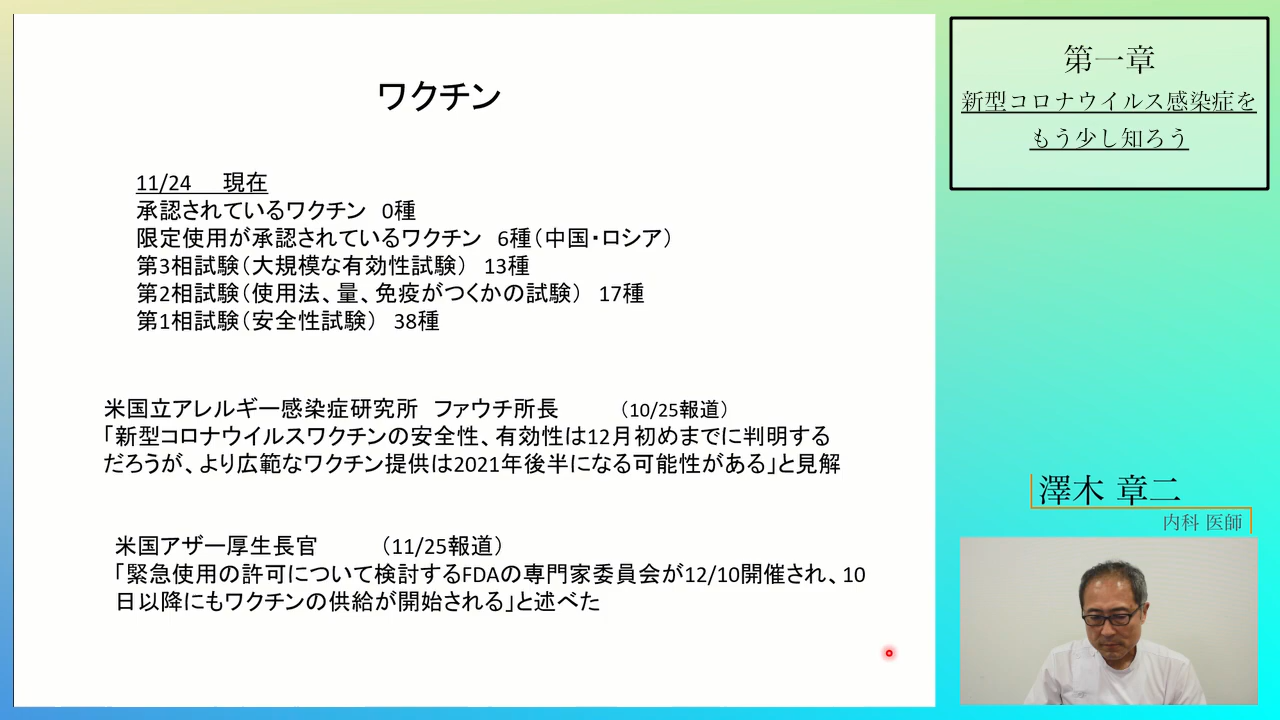 ワクチン
11/24 現在
承認されているワクチン 0種
限定使用が承認されているワクチン 6種（中国・ロシア）
第3相試験（大規模な有効性試験） 13種
第2相試験（使用法、量、免疫がつくかの試験） 17種
第1相試験（安全性試験） 38種
米国立アレルギー感染症研究所 ファウチ所長 （10/25報道）
「新型コロナウイルスワクチンの安全性、有効性は12月初めまでに判明する
だろうが、より広範なワクチン提供は2021年後半になる可能性がある」と見解
米国アザー厚生長官 （11/25報道）
「緊急使用の許可について検討するFDAの専門家委員会が12/10開催され、10
日以降にもワクチンの供給が開始される」と述べた
第一章
新型コロナウイルス感染症を
もう少し知ろう
澤木 章二
内科 医師